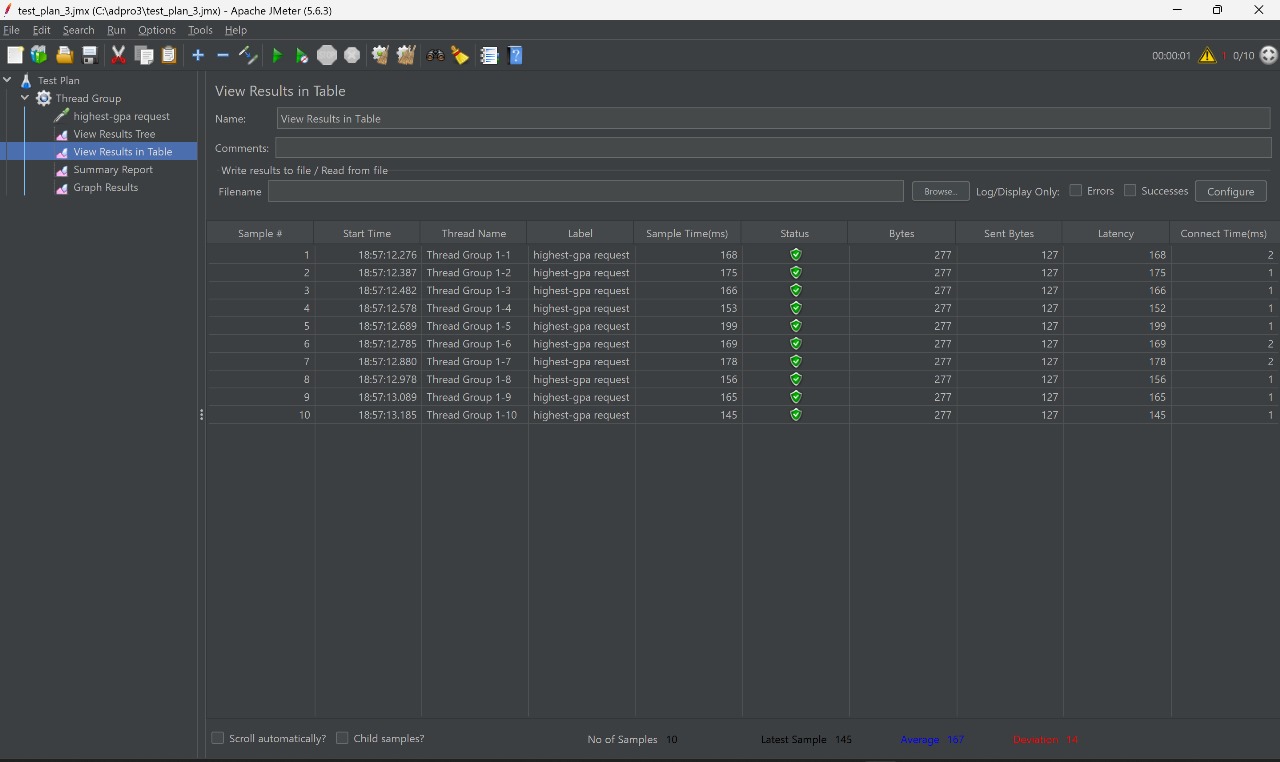 test_plan_3.jmx (C:\adpro3\test_plan_3.jmx) - Apache JMeter (5.6.3)
File Edit Search Run Options Tools Help
00:00:01 1 0/10
Test Plan
Thread Group
highest-gpa request
View Results Tree
View Results in Table
Summary Report
Graph Results
View Results in Table
Name: View Results in Table
Comments:
Write results to file / Read from file
Filename Browse... Log/Display Only: Errors Successes Configure
Sample # Start Time Thread Name Label Sample Time(ms) Status Bytes Sent Bytes Latency Connect Time(ms)
1 18:57:12.276 Thread Group 1-1 highest-gpa request 168 277 127 168 2
2 18:57:12.387 Thread Group 1-2 highest-gpa request 175 277 127 175 1
3 18:57:12.482 Thread Group 1-3 highest-gpa request 166 277 127 166 1
4 18:57:12.578 Thread Group 1-4 highest-gpa request 153 277 127 152 1
5 18:57:12.689 Thread Group 1-5 highest-gpa request 199 277 127 199 1
6 18:57:12.785 Thread Group 1-6 highest-gpa request 169 277 127 169 2
7 18:57:12.880 Thread Group 1-7 highest-gpa request 178 277 127 178 2
8 18:57:12.978 Thread Group 1-8 highest-gpa request 156 277 127 156 1
9 18:57:13.089 Thread Group 1-9 highest-gpa request 165 277 127 165 1
10 18:57:13.185 Thread Group 1-10 highest-gpa request 145 277 127 145 1
Scroll automatically? Child samples? No of Samples 10 Latest Sample 145 Average 167 Deviation 14